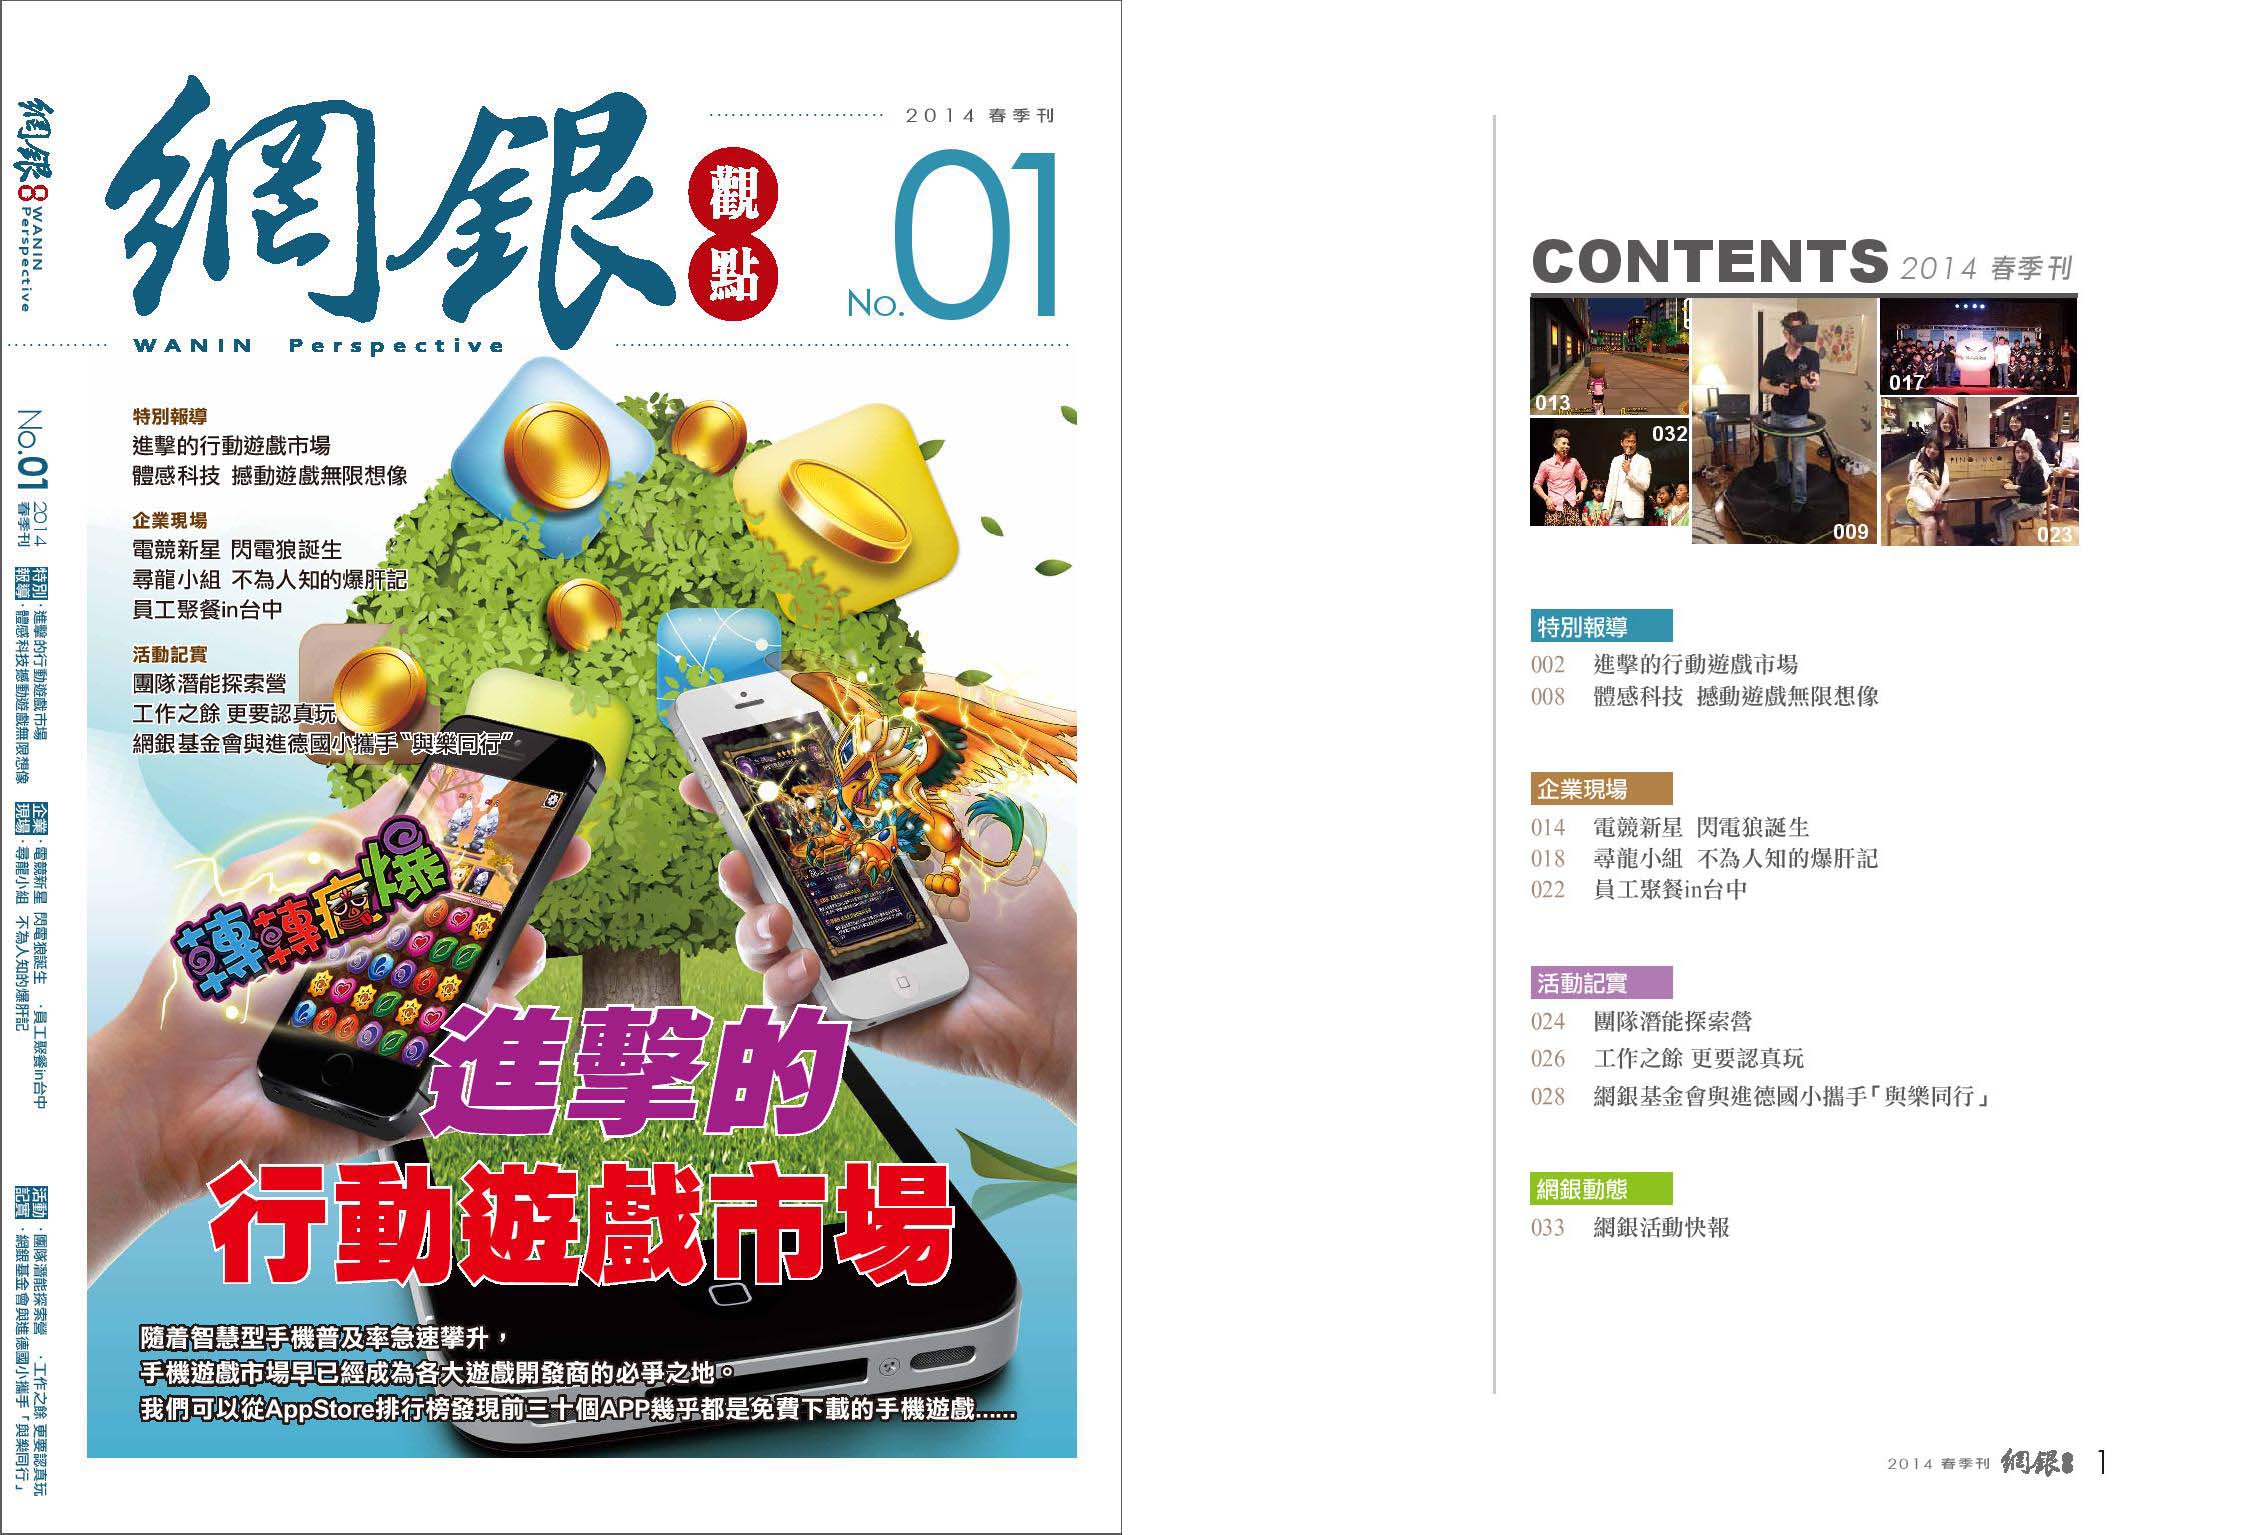 網銀
觀點
2014 春季刊
No.01
WANIN Perspective
特別報導
進擊的行動遊戲市場
體感科技 撼動遊戲無限想像
企業現場
電競新星 閃電狼誕生
尋龍小組 不為人知的爆肝記
員工聚餐in台中
活動記實
團隊潛能探索營
工作之餘 更要認真玩
網銀基金會與進德國小攜手〝與樂同行〞
轉轉瘋爆
進擊的
行動遊戲市場
隨着智慧型手機普及率急速攀升，
手機遊戲市場早已經成為各大遊戲開發商的必爭之地。
我們可以從AppStore排行榜發現前三十個APP幾乎都是免費下載的手機遊戲......
網銀
WANIN
Perspective
No.01
2014
春季刊
特別報導
·進擊的行動遊戲市場
·體感科技撼動遊戲無限想像
企業現場
·電競新星 閃電狼誕生 ·員工聚餐in台中
·尋龍小組 不為人知的爆肝記
活動記實
·團隊潛能探索營 ·工作之餘 更要認真玩
·網銀基金會與進德國小攜手「與樂同行」
CONTENTS 2014 春季刊
013
032
009
017
023
特別報導
002 進擊的行動遊戲市場
008 體感科技 撼動遊戲無限想像
企業現場
014 電競新星 閃電狼誕生
018 尋龍小組 不為人知的爆肝記
022 員工聚餐in台中
活動記實
024 團隊潛能探索營
026 工作之餘 更要認真玩
028 網銀基金會與進德國小攜手「與樂同行」
網銀動態
033 網銀活動快報
2014 春季刊 網銀 1